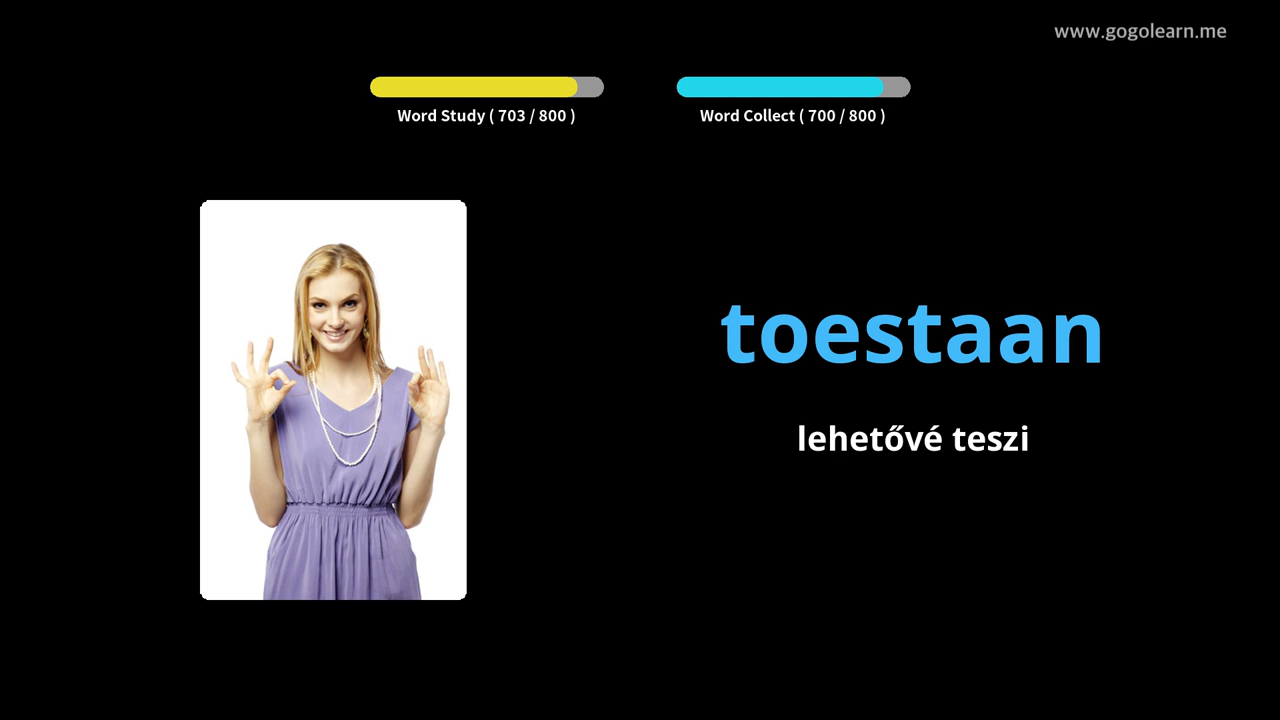 www.gogolearn.me
Word Study ( 703 / 800 )
Word Collect ( 700 / 800 )
toestaan
lehetővé teszi